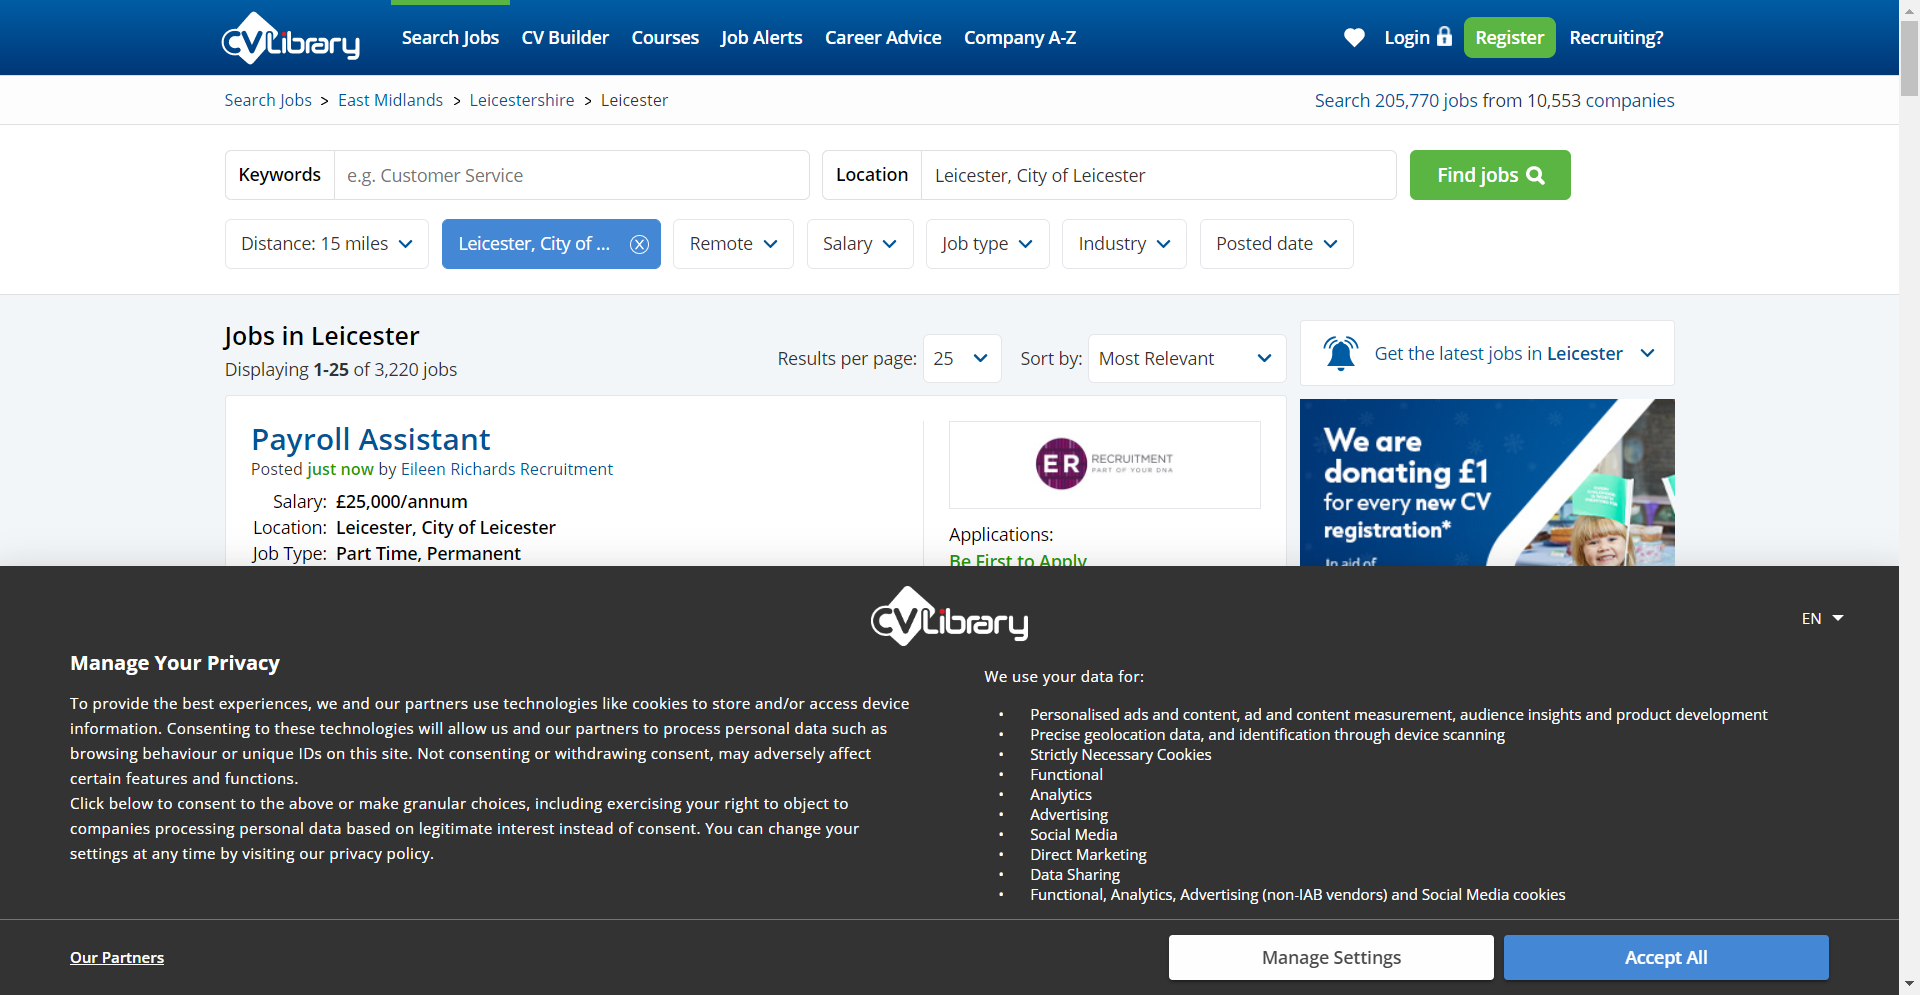 CVLibrary
Search Jobs CV Builder Courses Job Alerts Career Advice Company A-Z Login Register Recruiting?
Search Jobs > East Midlands > Leicestershire > Leicester
Search 205,770 jobs from 10,553 companies
Keywords e.g. Customer Service
Location Leicester, City of Leicester
Find jobs
Distance: 15 miles Leicester, City of ... Remote Salary Job type Industry Posted date
Jobs in Leicester
Displaying 1-25 of 3,220 jobs
Results per page: 25 Sort by: Most Relevant
Get the latest jobs in Leicester
Payroll Assistant
Posted just now by Eileen Richards Recruitment
Salary: £25,000/annum
Location: Leicester, City of Leicester
Job Type: Part Time, Permanent
ER RECRUITMENT
PART OF YOUR DNA
Applications:
Be First to Apply
We are
donating £1
for every new CV
registration*
In aid of
CVLibrary
EN
Manage Your Privacy
To provide the best experiences, we and our partners use technologies like cookies to store and/or access device
information. Consenting to these technologies will allow us and our partners to process personal data such as
browsing behaviour or unique IDs on this site. Not consenting or withdrawing consent, may adversely affect
certain features and functions.
Click below to consent to the above or make granular choices, including exercising your right to object to
companies processing personal data based on legitimate interest instead of consent. You can change your
settings at any time by visiting our privacy policy.
We use your data for:
• Personalised ads and content, ad and content measurement, audience insights and product development
• Precise geolocation data, and identification through device scanning
• Strictly Necessary Cookies
• Functional
• Analytics
• Advertising
• Social Media
• Direct Marketing
• Data Sharing
• Functional, Analytics, Advertising (non-IAB vendors) and Social Media cookies
Our Partners
Manage Settings
Accept All